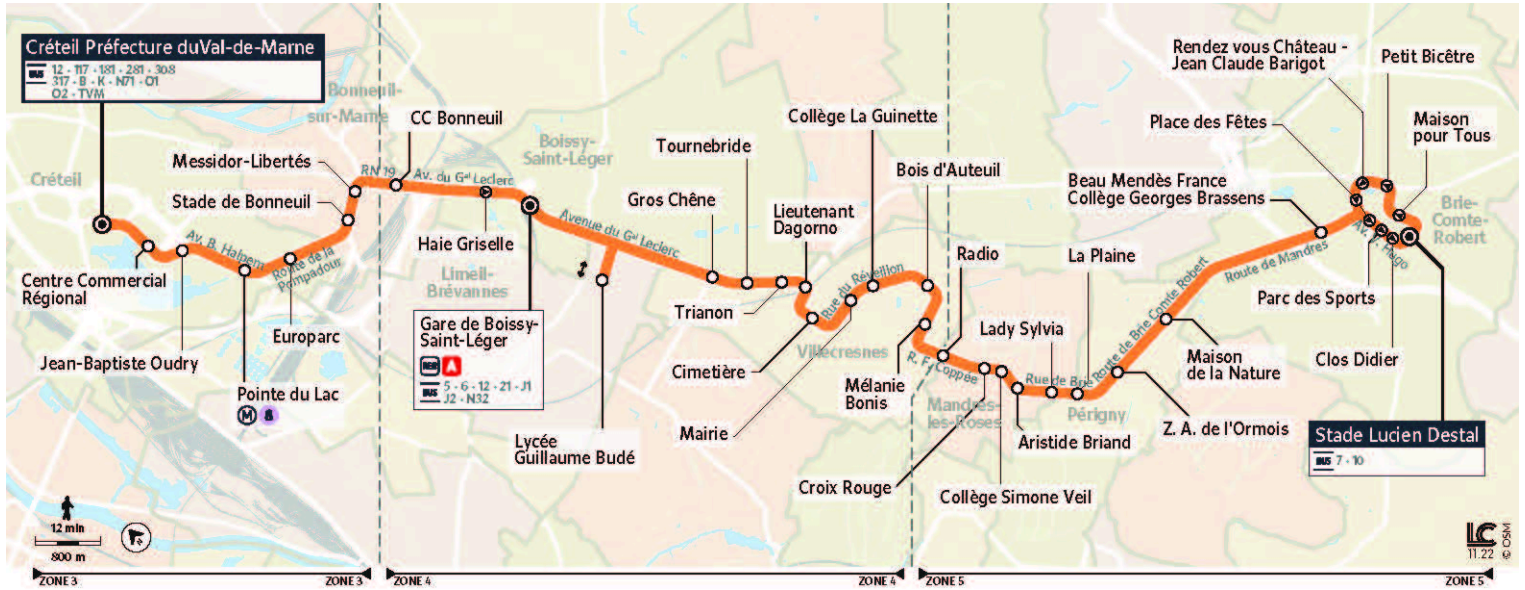 Créteil Préfecture duVal-de-Marne
BUS 12 - 117 - 181 - 281 - 308
317 - B - K - N71 - O1
O2 - TVM
Créteil
Bonneuil-
sur-Marne
Messidor-Libertés
Stade de Bonneuil
Centre Commercial
Régional
Jean-Baptiste Oudry
Av. B. Halpern
Pointe du Lac
M 8
Europarc
Route de la
Pompadour
RN 19
CC Bonneuil
Av. du Gal Leclerc
Boissy-
Saint-Léger
Haie Griselle
Limeil-
Brévannes
Gare de Boissy-
Saint-Léger
RER A
BUS 5 - 6 - 12 - 21 - J1
J2 - N32
Avenue du Gal Leclerc
Lycée
Guillaume Budé
Gros Chêne
Tournebride
Trianon
Lieutenant
Dagorno
Cimetière
Mairie
Rue du Réveillon
Villecresnes
Collège La Guinette
Bois d'Auteuil
Mélanie
Bonis
Radio
R. F. Coppée
Mandres-
les-Roses
Croix Rouge
Collège Simone Veil
Aristide Briand
Lady Sylvia
Rue de Brie
La Plaine
Périgny
Z. A. de l'Ormois
Route de Brie Comte Robert
Maison
de la Nature
Route de Mandres
Beau Mendès France
Collège Georges Brassens
Place des Fêtes
Rendez vous Château -
Jean Claude Barigot
Petit Bicêtre
Maison
pour Tous
Brie-
Comte-
Robert
Av. V. Hugo
Parc des Sports
Clos Didier
Stade Lucien Destal
BUS 7 - 10
12 min
800 m
LC
11.22
© OSM
ZONE 3
ZONE 3
ZONE 4
ZONE 4
ZONE 5
ZONE 5